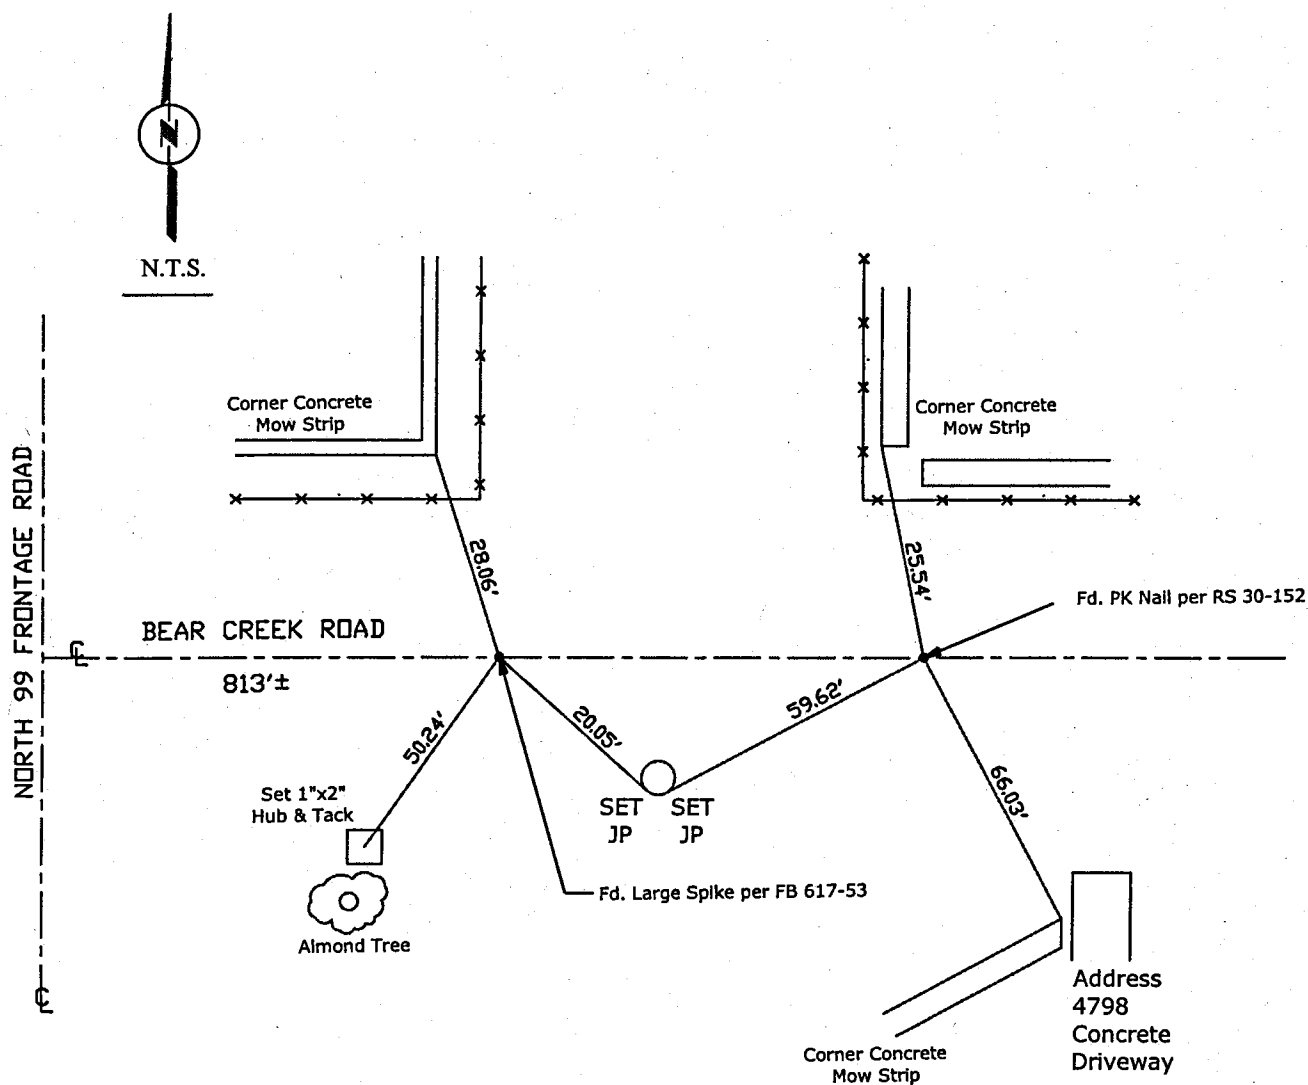 N
N.T.S.
Corner Concrete
Mow Strip
Corner Concrete
Mow Strip
NORTH 99 FRONTAGE ROAD
28.06'
25.54'
Fd. PK Nail per RS 30-152
BEAR CREEK ROAD
CL
813'±
50.24'
20.05'
59.62'
66.03'
Set 1"x2"
Hub & Tack
SET
JP
SET
JP
Fd. Large Spike per FB 617-53
Almond Tree
CL
Address
4798
Concrete
Driveway
Corner Concrete
Mow Strip